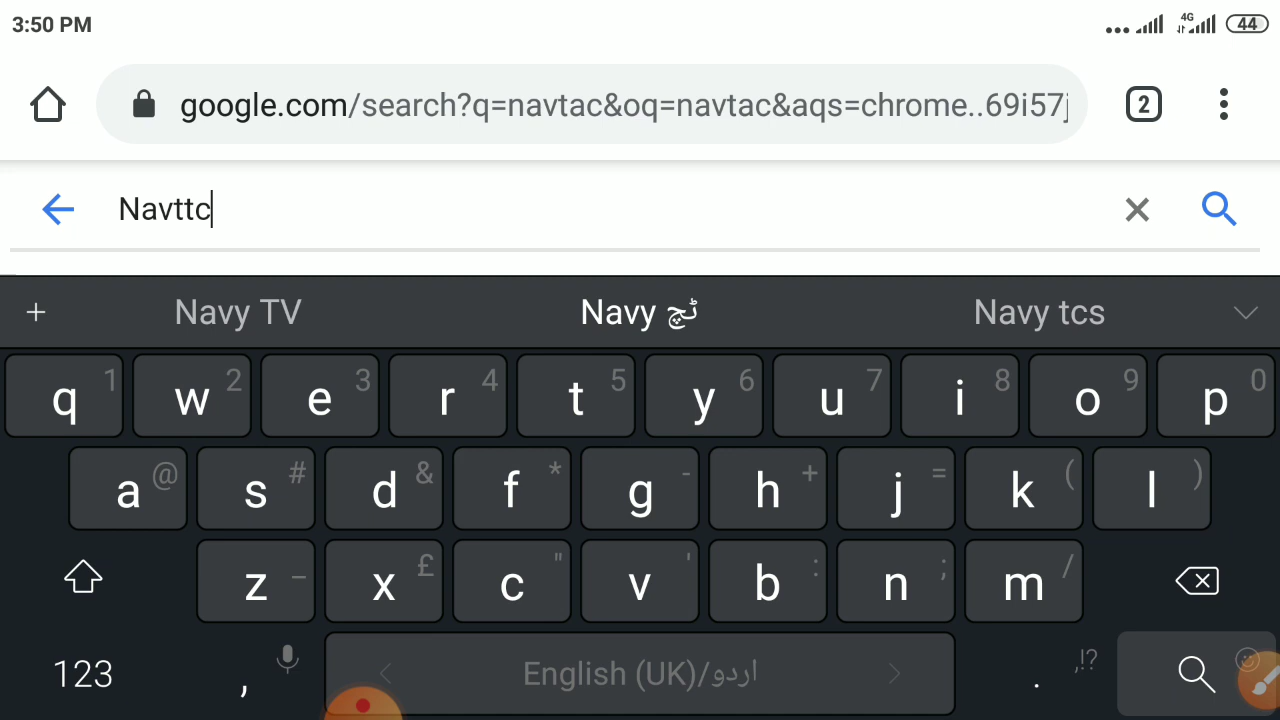 3:50 PM 4G 44
google.com/search?q=navtac&oq=navtac&aqs=chrome..69i57j 2
Navttc
+ Navy TV Navy ٹچ Navy tcs
q 1 w 2 e 3 r 4 t 5 y 6 u 7 i 8 o 9 p 0
a @ s # d & f * g - h + j = k ( l )
z _ x £ c " v ' b : n ; m /
123 , English (UK)/اردو . ,!?